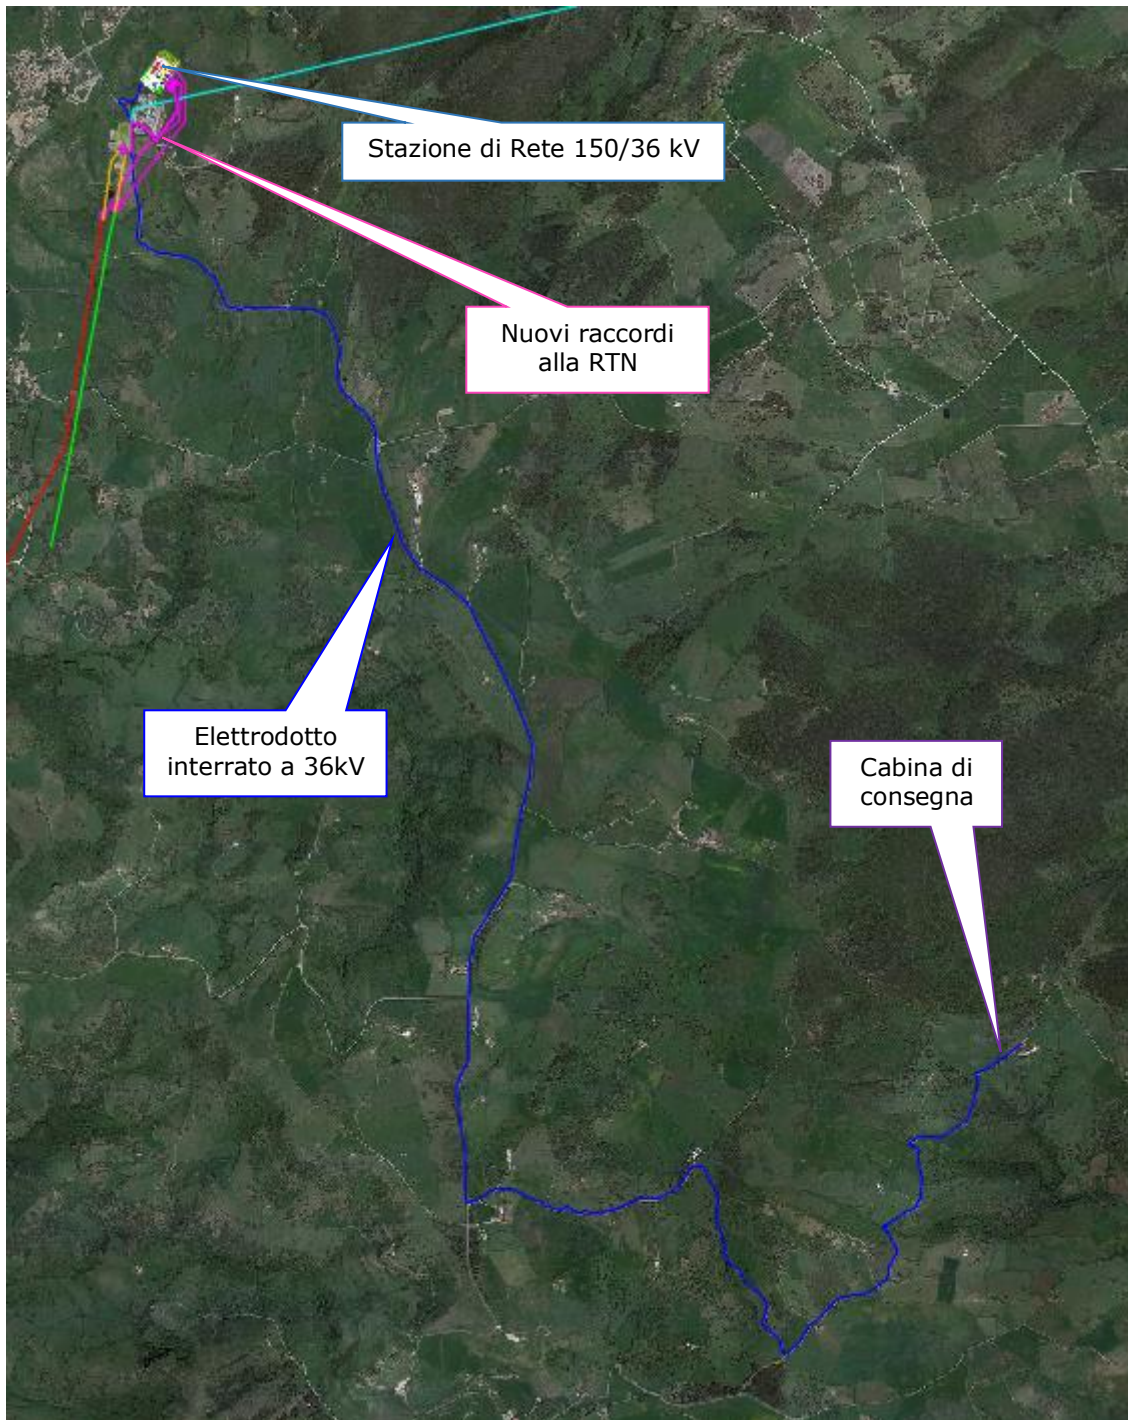 Stazione di Rete 150/36 kV
Nuovi raccordi
alla RTN
Elettrodotto
interrato a 36kV
Cabina di
consegna